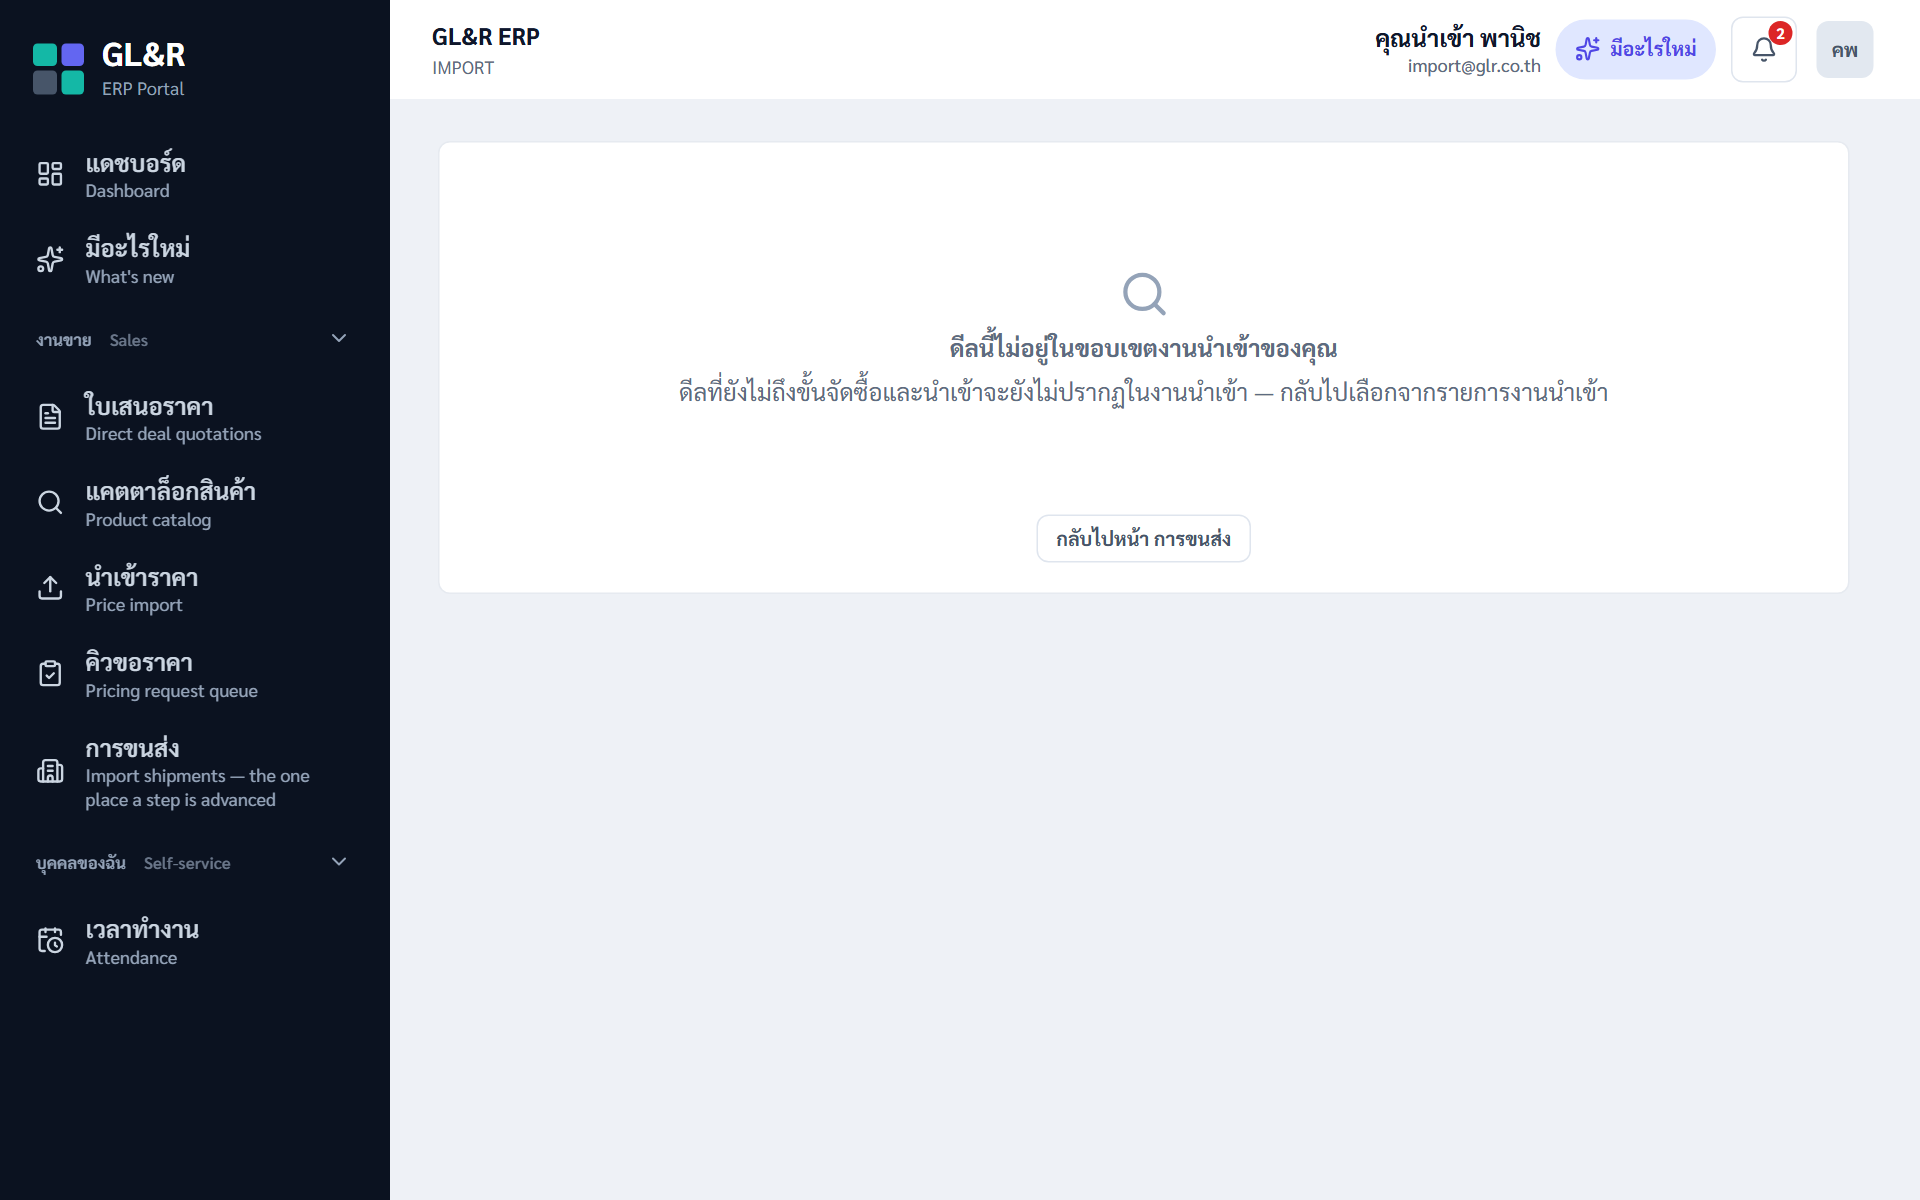 GL&R
ERP Portal
แดชบอร์ด
Dashboard
มีอะไรใหม่
What's new
งานขาย Sales
ใบเสนอราคา
Direct deal quotations
แคตตาล็อกสินค้า
Product catalog
นำเข้าราคา
Price import
คิวขอราคา
Pricing request queue
การขนส่ง
Import shipments — the one
place a step is advanced
บุคคลของฉัน Self-service
เวลาทำงาน
Attendance
GL&R ERP
IMPORT
คุณนำเข้า พานิช
import@glr.co.th
มีอะไรใหม่
2
คพ
ดีลนี้ไม่อยู่ในขอบเขตงานนำเข้าของคุณ
ดีลที่ยังไม่ถึงขั้นจัดซื้อและนำเข้าจะยังไม่ปรากฏในงานนำเข้า — กลับไปเลือกจากรายการงานนำเข้า
กลับไปหน้า การขนส่ง